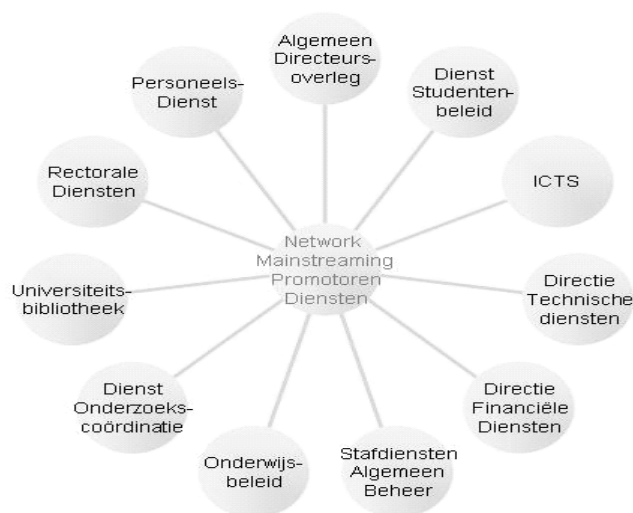 Algemeen
Directeurs-
overleg
Dienst
Studenten-
beleid
ICTS
Directie
Technische
diensten
Directie
Financiële
Diensten
Stafdiensten
Algemeen
Beheer
Onderwijs-
beleid
Dienst
Onderzoeks-
coördinatie
Universiteits-
bibliotheek
Rectorale
Diensten
Personeels-
Dienst
Network
Mainstreaming
Promotoren
Diensten